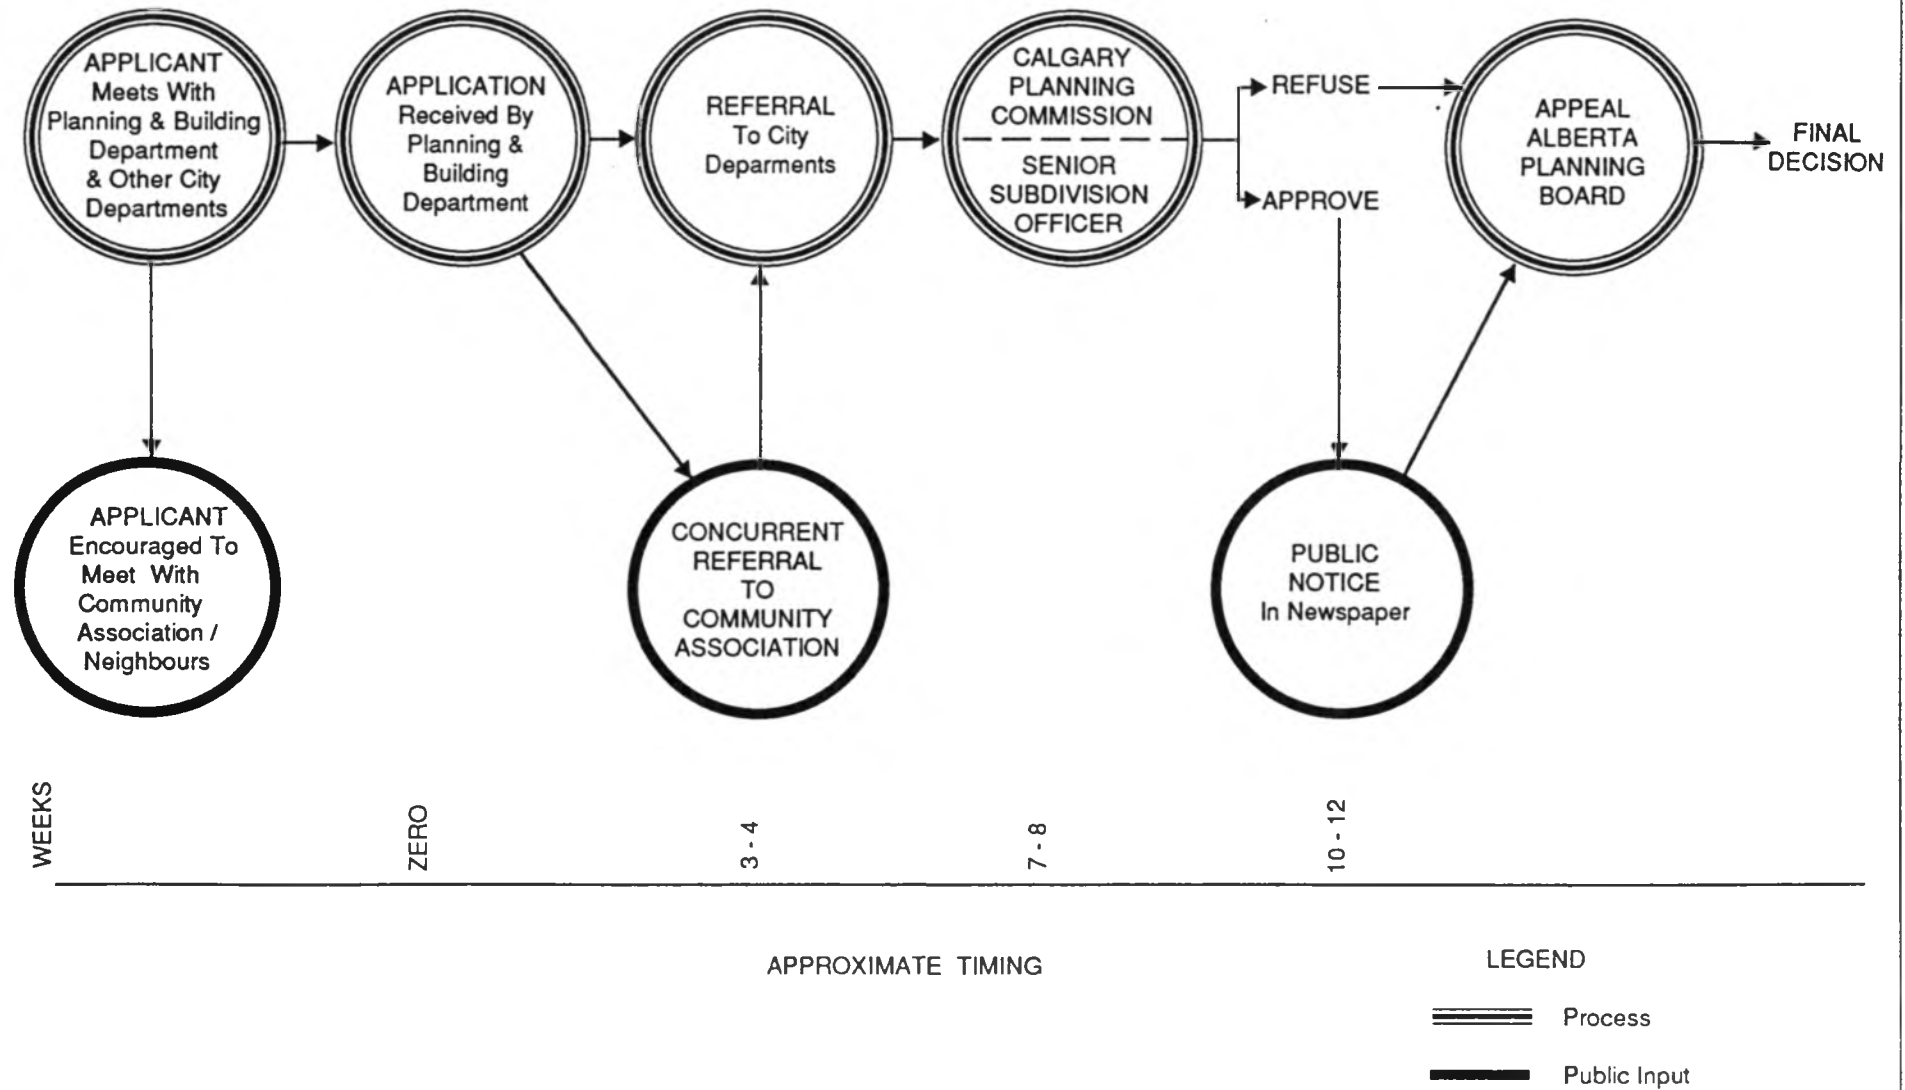 APPLICANT
Meets With
Planning & Building
Department
& Other City
Departments
APPLICATION
Received By
Planning &
Building
Department
REFERRAL
To City
Deparments
CALGARY
PLANNING
COMMISSION
SENIOR
SUBDIVISION
OFFICER
REFUSE
APPROVE
APPEAL
ALBERTA
PLANNING
BOARD
FINAL
DECISION
APPLICANT
Encouraged To
Meet With
Community
Association /
Neighbours
CONCURRENT
REFERRAL
TO
COMMUNITY
ASSOCIATION
PUBLIC
NOTICE
In Newspaper
WEEKS
ZERO
3 - 4
7 - 8
10 - 12
APPROXIMATE TIMING
LEGEND
Process
Public Input